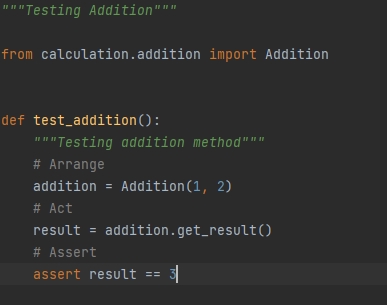 """Testing Addition"""
from calculation.addition import Addition
def test_addition():
"""Testing addition method"""
# Arrange
addition = Addition(1, 2)
# Act
result = addition.get_result()
# Assert
assert result == 3